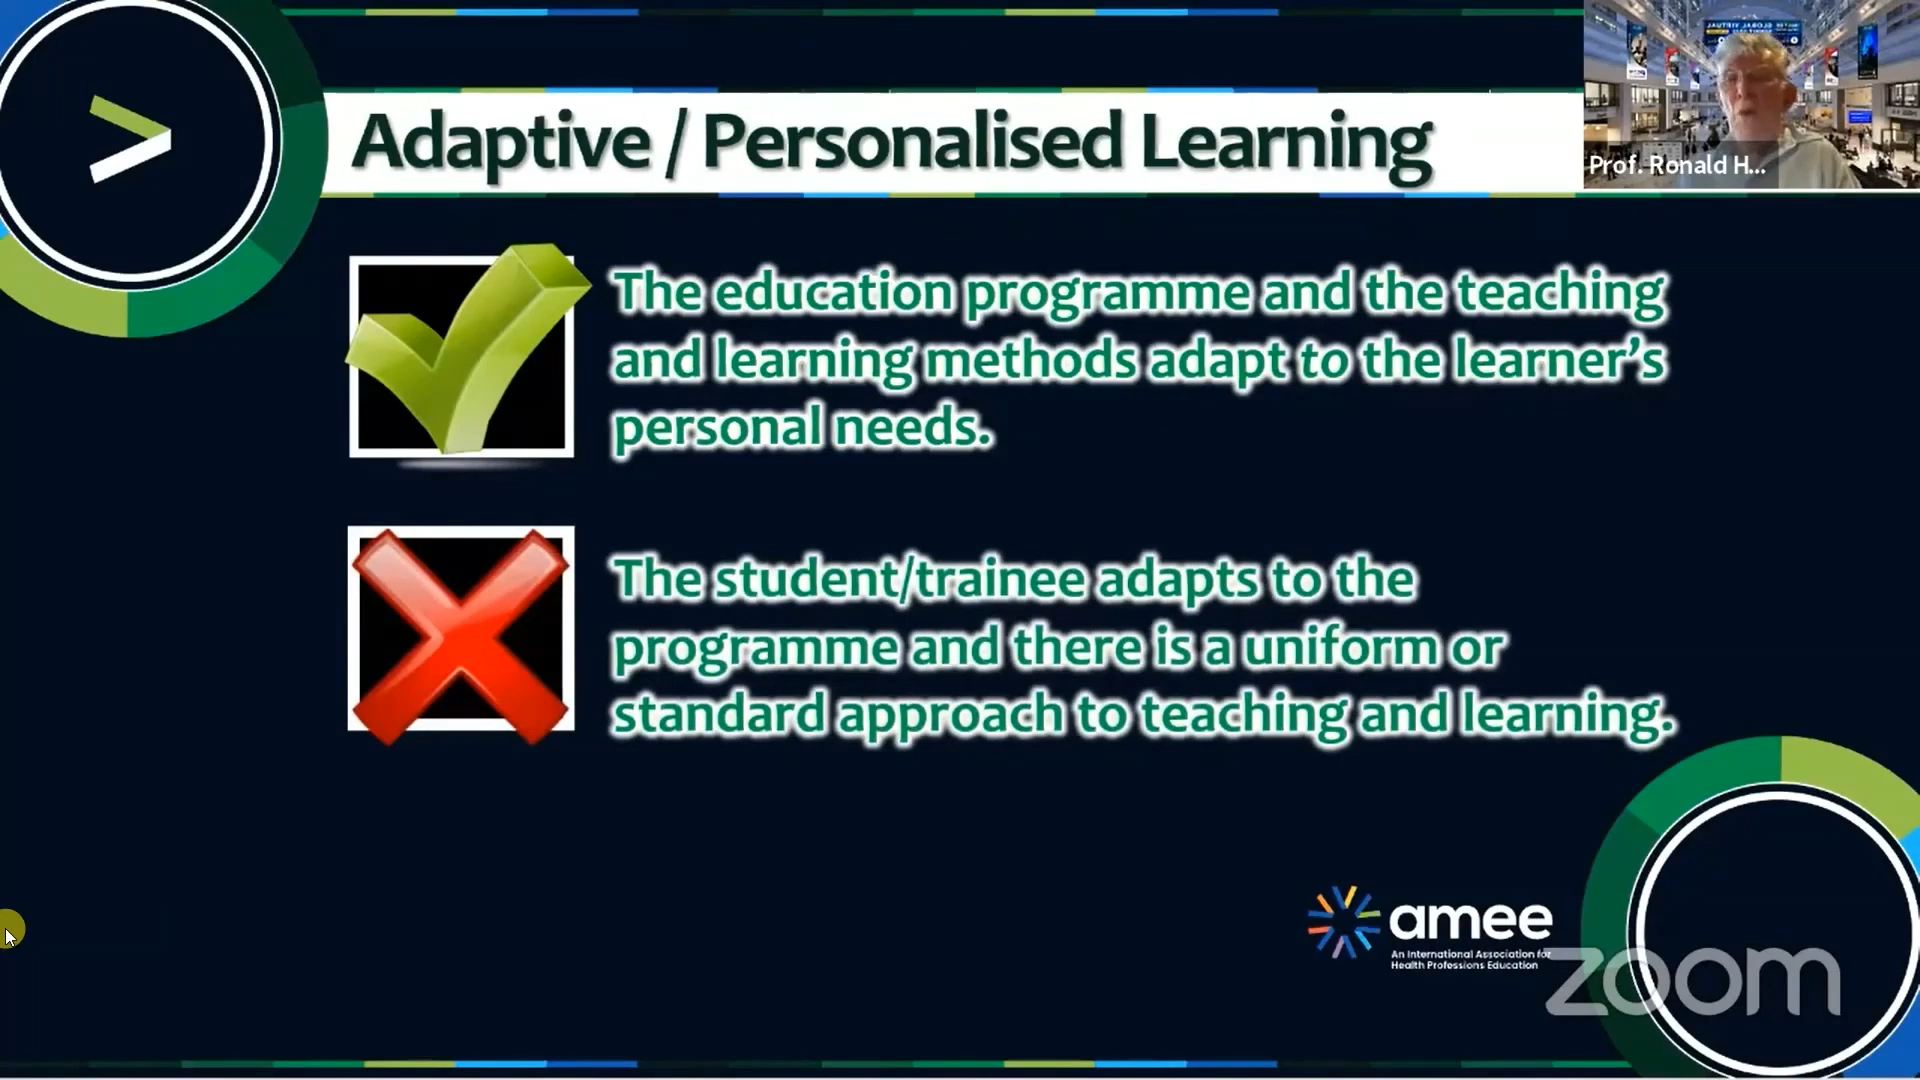 Adaptive / Personalised Learning
Prof. Ronald H...
The education programme and the teaching
and learning methods adapt to the learner’s
personal needs.
The student/trainee adapts to the
programme and there is a uniform or
standard approach to teaching and learning.
amee
An International Association for
Health Professions Education
zoom